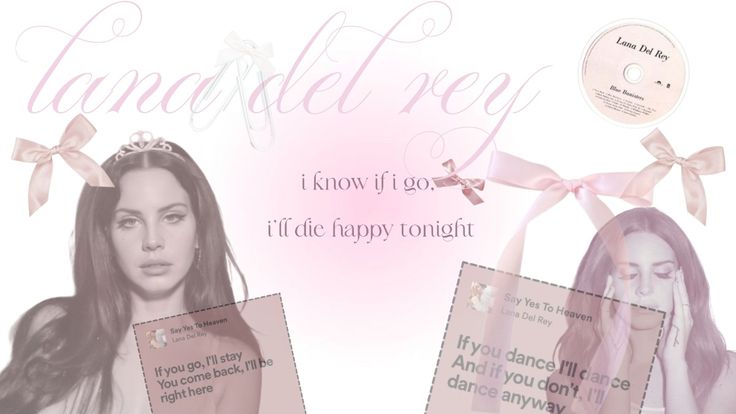 lana del rey
Lana Del Rey
Blue Banisters
i know if i go,
i'll die happy tonight
Say Yes To Heaven
Lana Del Rey
If you go, I'll stay
You come back, I'll be
right here
Say Yes To Heaven
Lana Del Rey
If you dance I'll dance
And if you don't, I'll
dance anyway